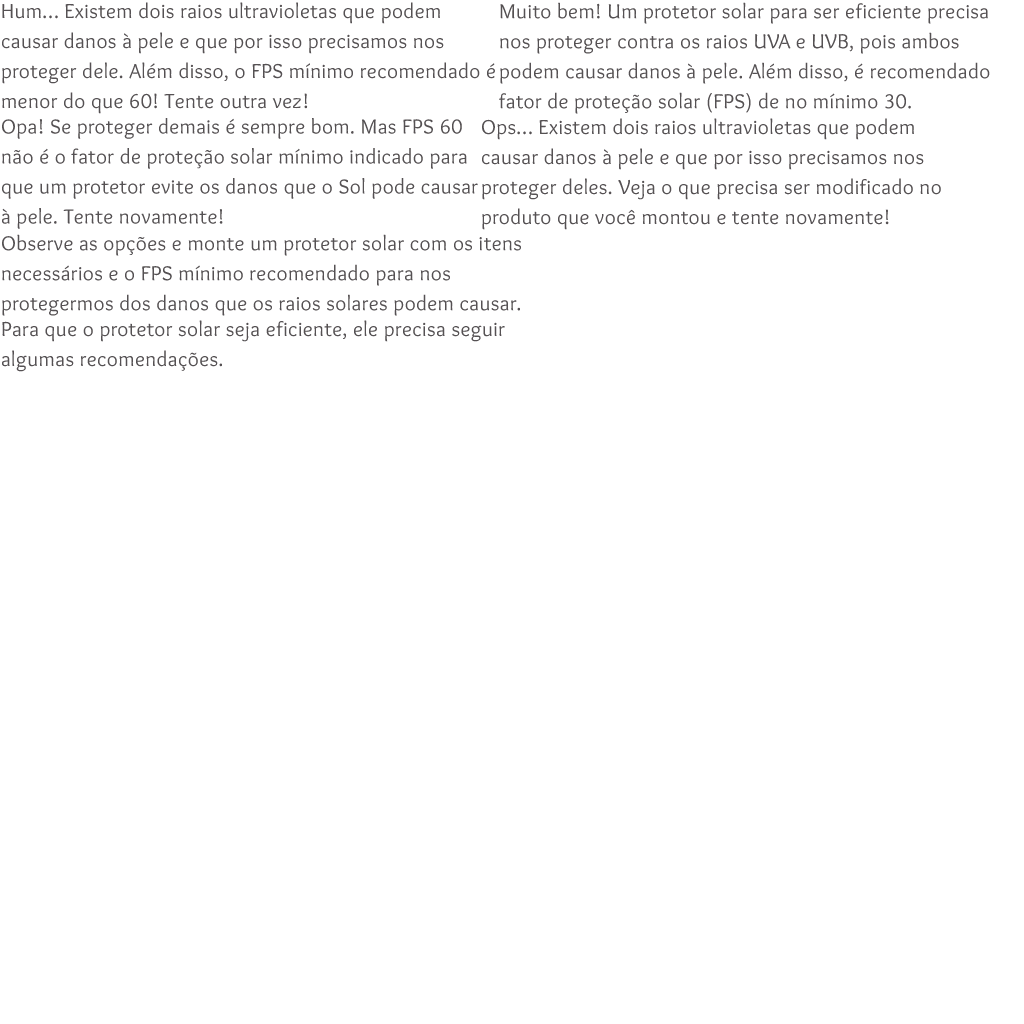 Hum... Existem dois raios ultravioletas que podem
causar danos à pele e que por isso precisamos nos
proteger dele. Além disso, o FPS mínimo recomendado é
menor do que 60! Tente outra vez!
Muito bem! Um protetor solar para ser eficiente precisa
nos proteger contra os raios UVA e UVB, pois ambos
podem causar danos à pele. Além disso, é recomendado
fator de proteção solar (FPS) de no mínimo 30.
Opa! Se proteger demais é sempre bom. Mas FPS 60
não é o fator de proteção solar mínimo indicado para
que um protetor evite os danos que o Sol pode causar
à pele. Tente novamente!
Ops... Existem dois raios ultravioletas que podem
causar danos à pele e que por isso precisamos nos
proteger deles. Veja o que precisa ser modificado no
produto que você montou e tente novamente!
Observe as opções e monte um protetor solar com os itens
necessários e o FPS mínimo recomendado para nos
protegermos dos danos que os raios solares podem causar.
Para que o protetor solar seja eficiente, ele precisa seguir
algumas recomendações.